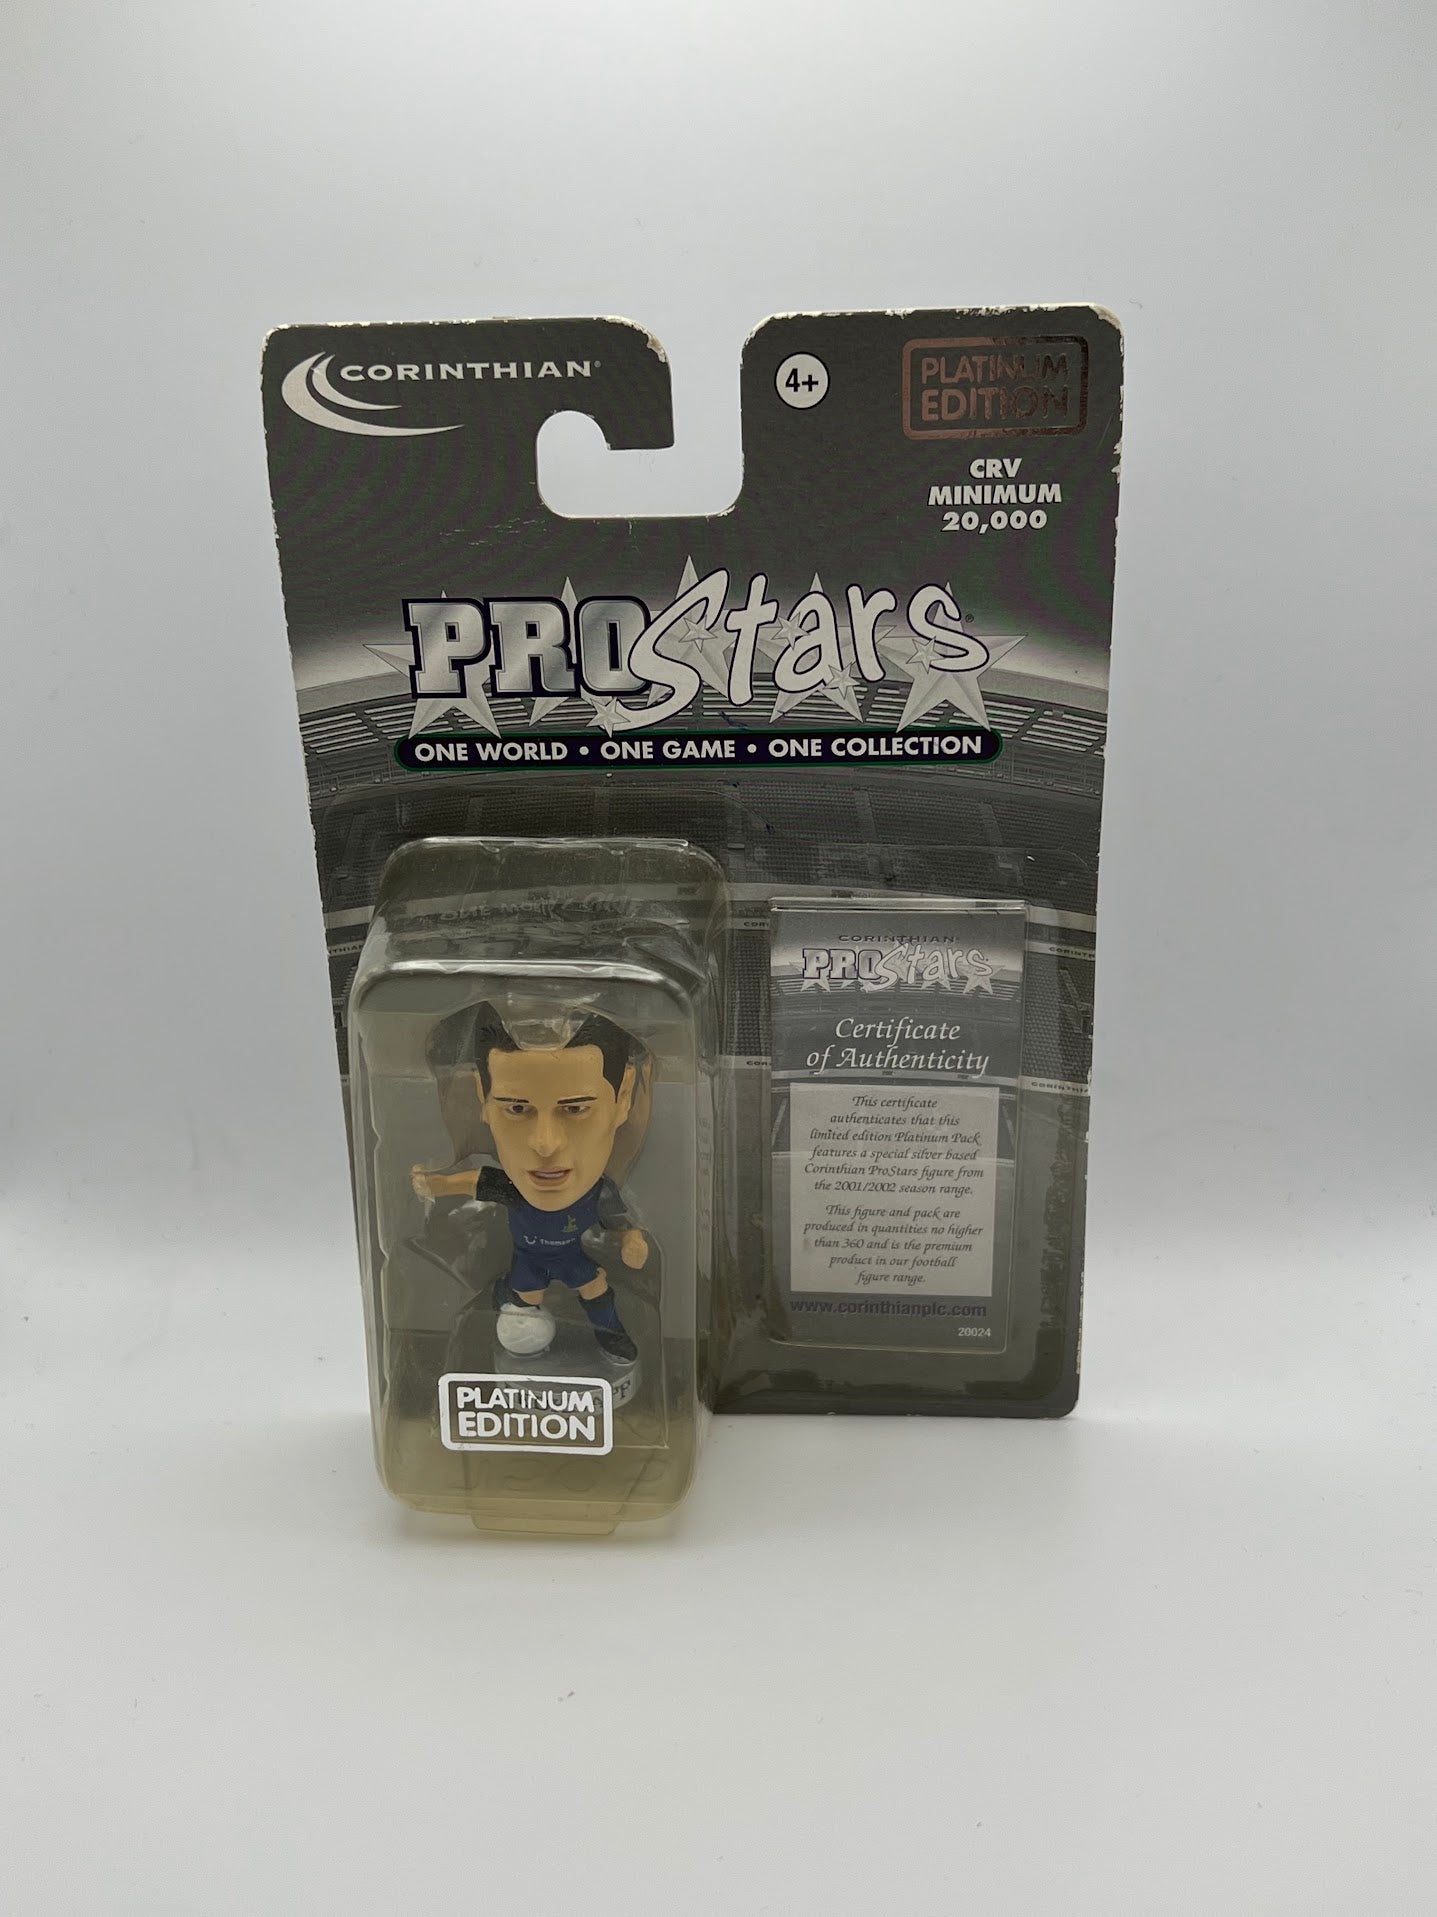 CORINTHIAN®
4+
PLATINUM
EDITION
CRV
MINIMUM
20,000
PROStars®
ONE WORLD • ONE GAME • ONE COLLECTION
CORINTHIAN
PROStars
Certificate
of Authenticity
This certificate
authenticates that this
limited edition Platinum Pack
features a special silver based
Corinthian ProStars figure from
the 2001/2002 season range.
This figure and pack are
produced in quantities no higher
than 360 and is the premium
product in our football
figure range.
www.corinthianplc.com
20024
Thomson
PLATINUM
EDITION